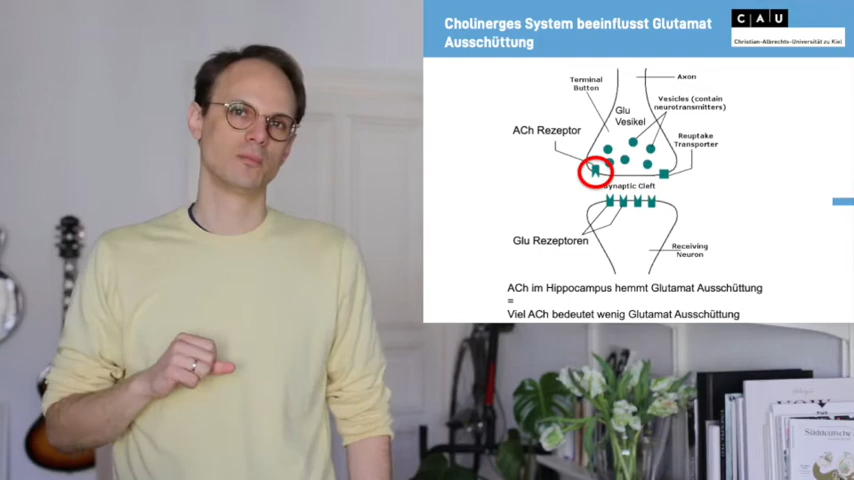 Cholinerges System beeinflusst Glutamat
Ausschüttung
CAU
Christian-Albrechts-Universität zu Kiel
Terminal
Button
Axon
Glu
Vesikel
Vesicles (contain
neurotransmitters)
ACh Rezeptor
Reuptake
Transporter
Synaptic Cleft
Glu Rezeptoren
Receiving
Neuron
ACh im Hippocampus hemmt Glutamat Ausschüttung
=
Viel ACh bedeutet wenig Glutamat Ausschüttung
Süddeutsche